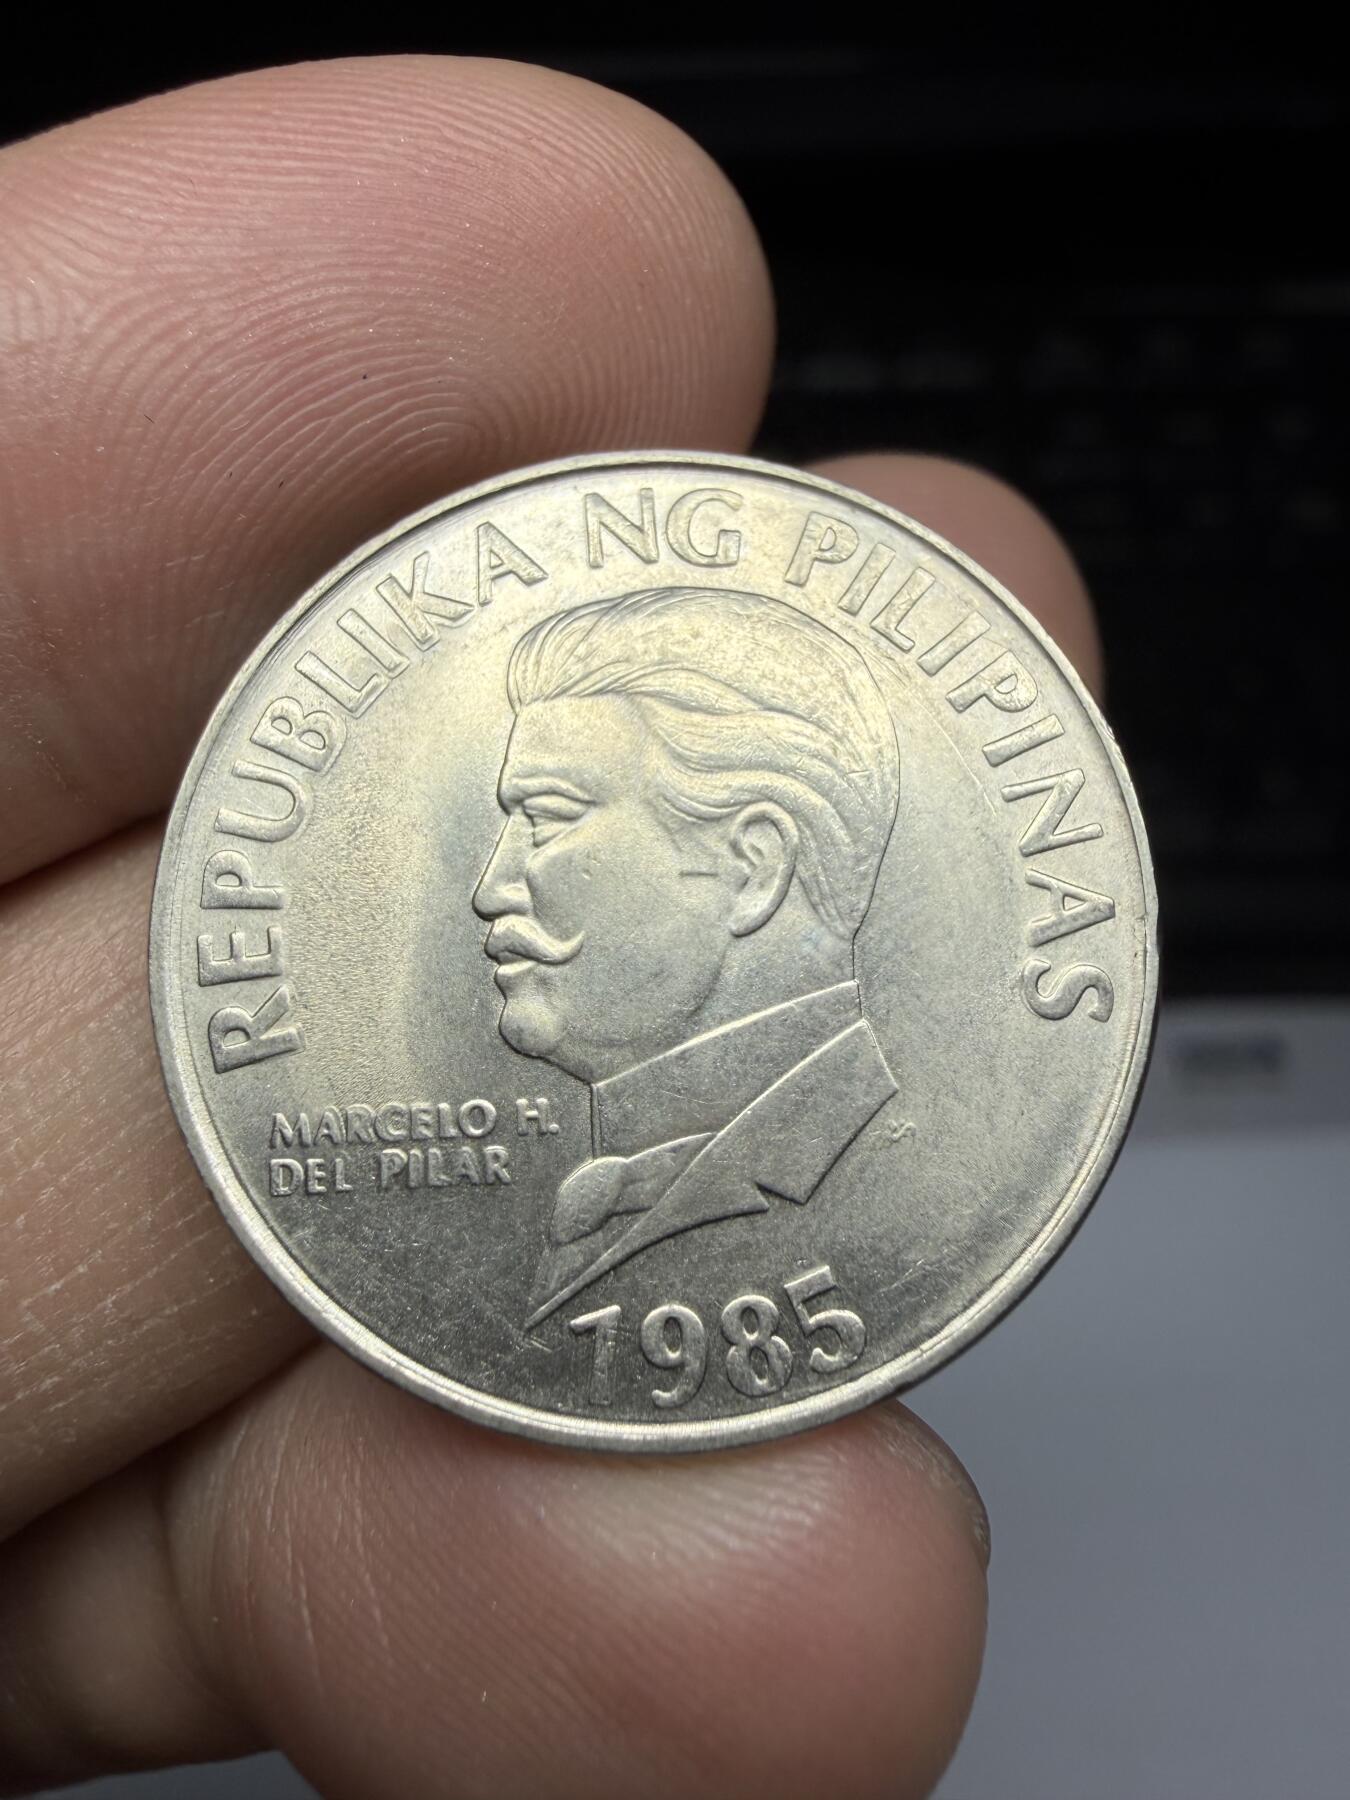 REPUBLIKA NG PILIPINAS
MARCELO H.
DEL PILAR
1985